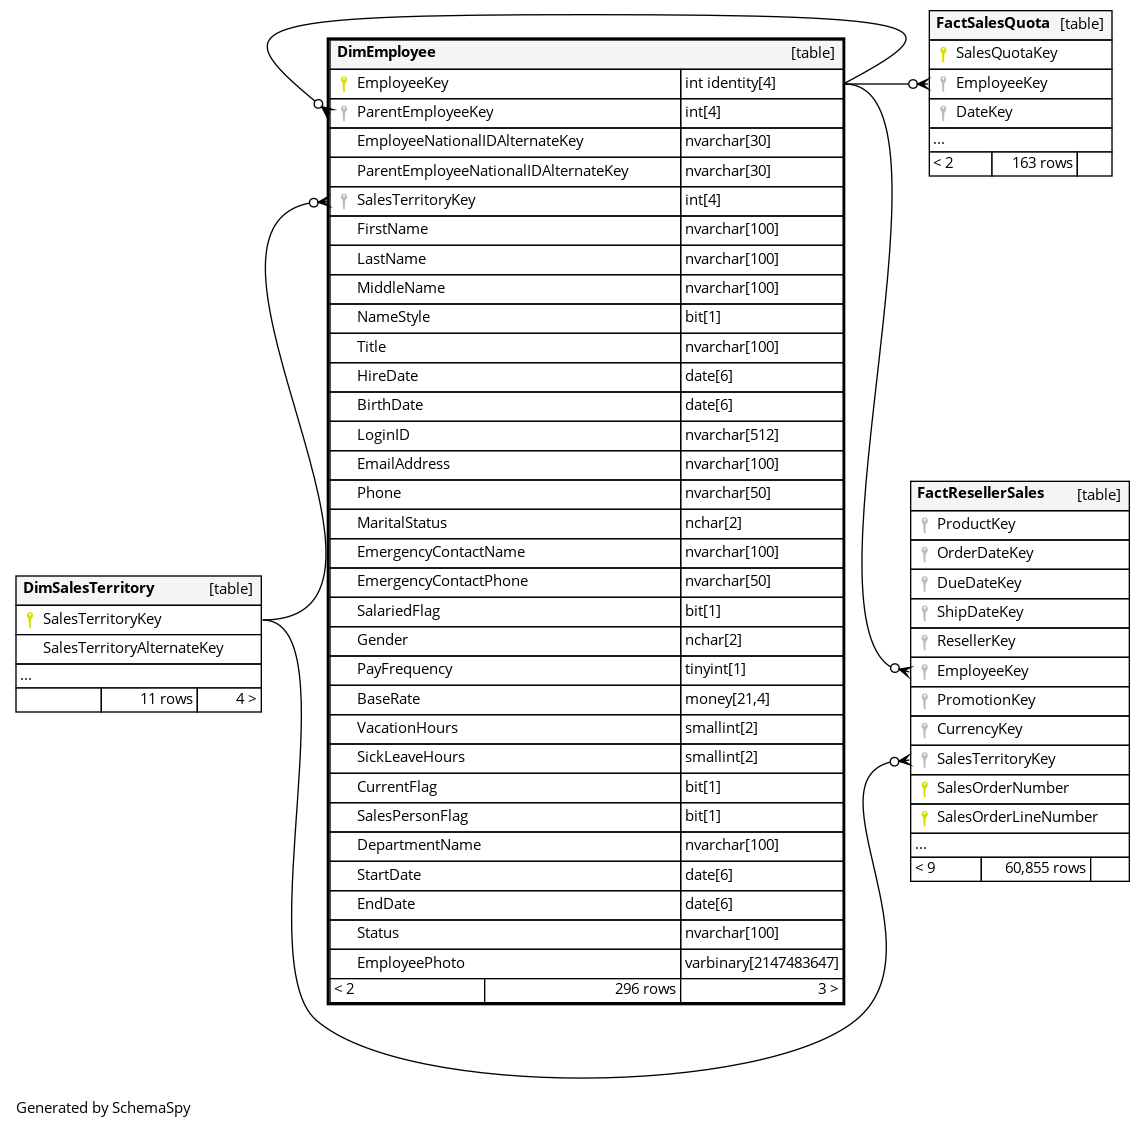 DimEmployee [table]
EmployeeKey int identity[4]
ParentEmployeeKey int[4]
EmployeeNationalIDAlternateKey nvarchar[30]
ParentEmployeeNationalIDAlternateKey nvarchar[30]
SalesTerritoryKey int[4]
FirstName nvarchar[100]
LastName nvarchar[100]
MiddleName nvarchar[100]
NameStyle bit[1]
Title nvarchar[100]
HireDate date[6]
BirthDate date[6]
LoginID nvarchar[512]
EmailAddress nvarchar[100]
Phone nvarchar[50]
MaritalStatus nchar[2]
EmergencyContactName nvarchar[100]
EmergencyContactPhone nvarchar[50]
SalariedFlag bit[1]
Gender nchar[2]
PayFrequency tinyint[1]
BaseRate money[21,4]
VacationHours smallint[2]
SickLeaveHours smallint[2]
CurrentFlag bit[1]
SalesPersonFlag bit[1]
DepartmentName nvarchar[100]
StartDate date[6]
EndDate date[6]
Status nvarchar[100]
EmployeePhoto varbinary[2147483647]
< 2 296 rows 3 >
FactSalesQuota [table]
SalesQuotaKey
EmployeeKey
DateKey
...
< 2 163 rows
FactResellerSales [table]
ProductKey
OrderDateKey
DueDateKey
ShipDateKey
ResellerKey
EmployeeKey
PromotionKey
CurrencyKey
SalesTerritoryKey
SalesOrderNumber
SalesOrderLineNumber
...
< 9 60,855 rows
DimSalesTerritory [table]
SalesTerritoryKey
SalesTerritoryAlternateKey
...
11 rows 4 >
Generated by SchemaSpy